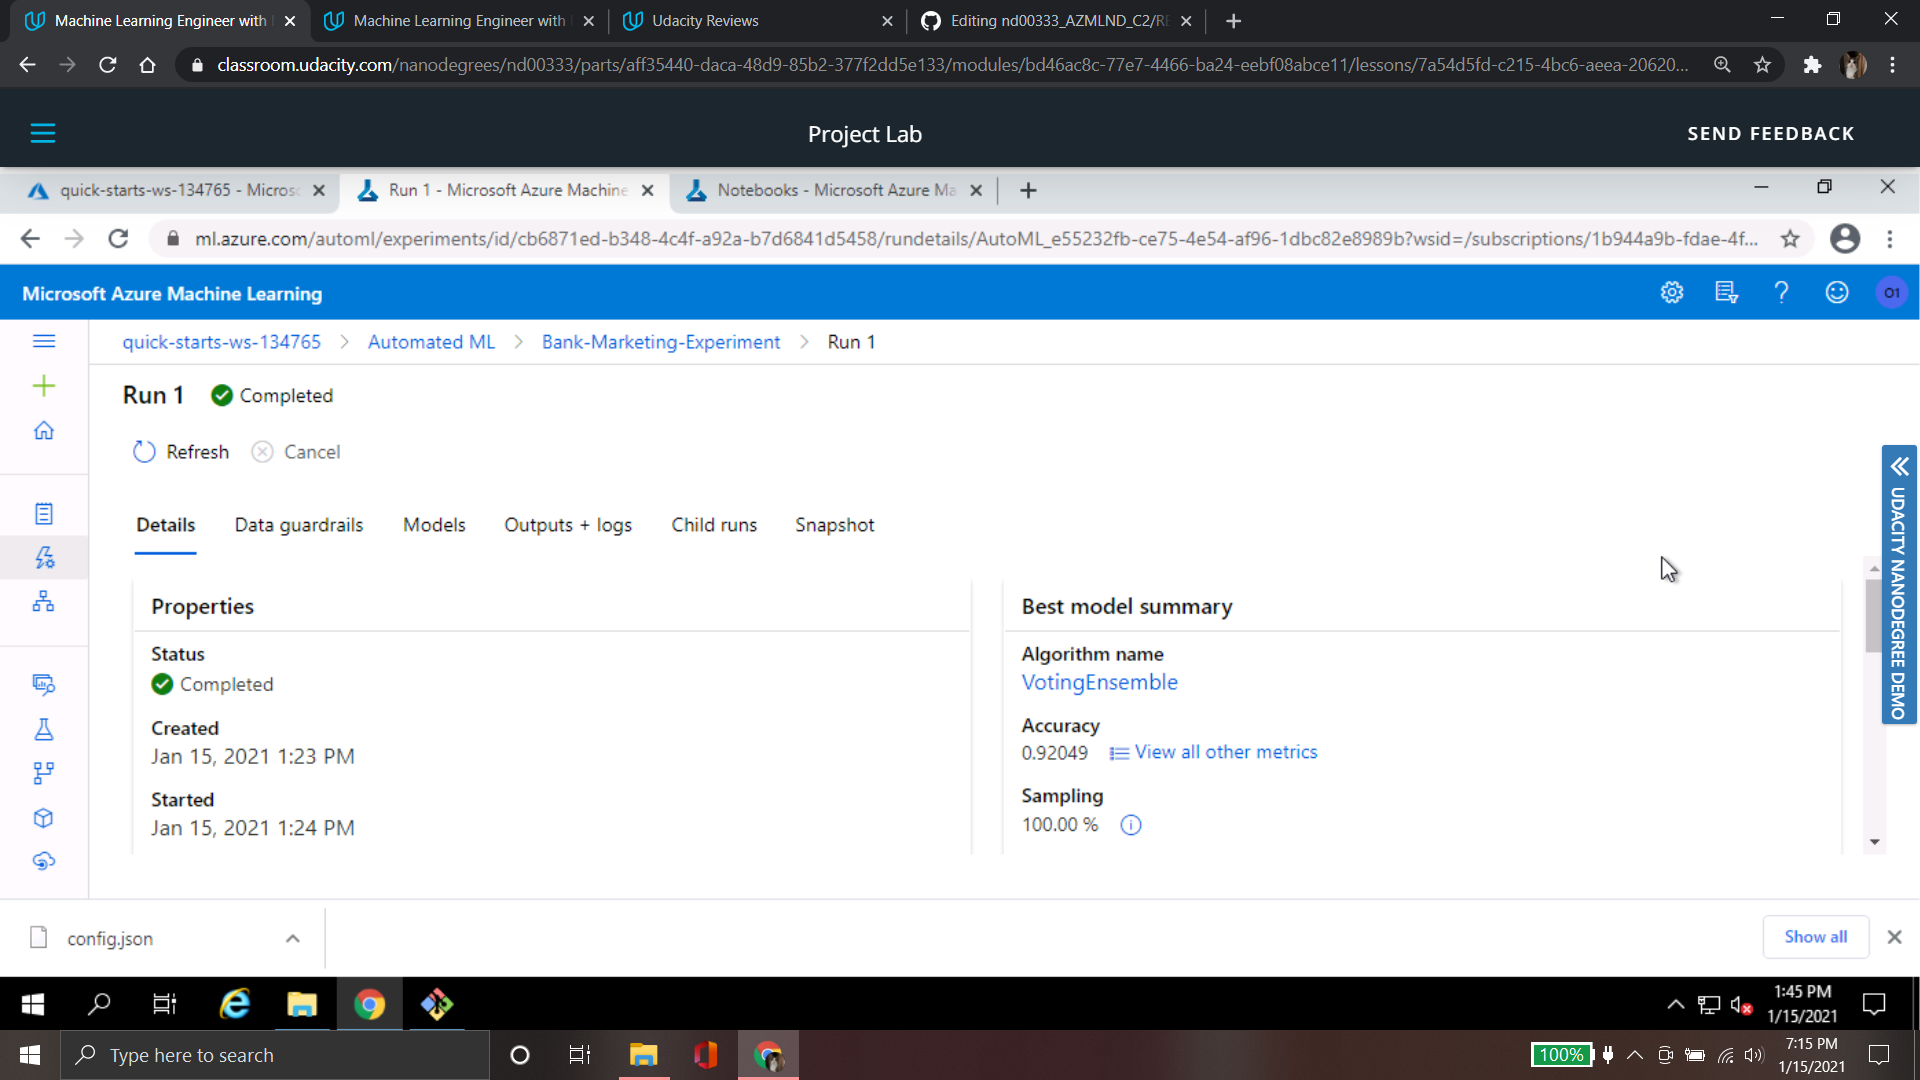 Machine Learning Engineer with
Machine Learning Engineer with
Udacity Reviews
Editing nd00333_AZMLND_C2/RE
classroom.udacity.com/nanodegrees/nd00333/parts/aff35440-daca-48d9-85b2-377f2dd5e133/modules/bd46ac8c-77e7-4466-ba24-eebf08abce11/lessons/7a54d5fd-c215-4bc6-aeea-20620...
Project Lab
SEND FEEDBACK
quick-starts-ws-134765 - Micros
Run 1 - Microsoft Azure Machine
Notebooks - Microsoft Azure Ma
ml.azure.com/automl/experiments/id/cb6871ed-b348-4c4f-a92a-b7d6841d5458/rundetails/AutoML_e55232fb-ce75-4e54-af96-1dbc82e8989b?wsid=/subscriptions/1b944a9b-fdae-4f...
Microsoft Azure Machine Learning
O1
quick-starts-ws-134765 > Automated ML > Bank-Marketing-Experiment > Run 1
Run 1 Completed
Refresh Cancel
Details Data guardrails Models Outputs + logs Child runs Snapshot
Properties
Status
Completed
Created
Jan 15, 2021 1:23 PM
Started
Jan 15, 2021 1:24 PM
Best model summary
Algorithm name
VotingEnsemble
Accuracy
0.92049 View all other metrics
Sampling
100.00 %
UDACITY NANODEGREE DEMO
config.json
Show all
1:45 PM
1/15/2021
Type here to search
100%
7:15 PM
1/15/2021